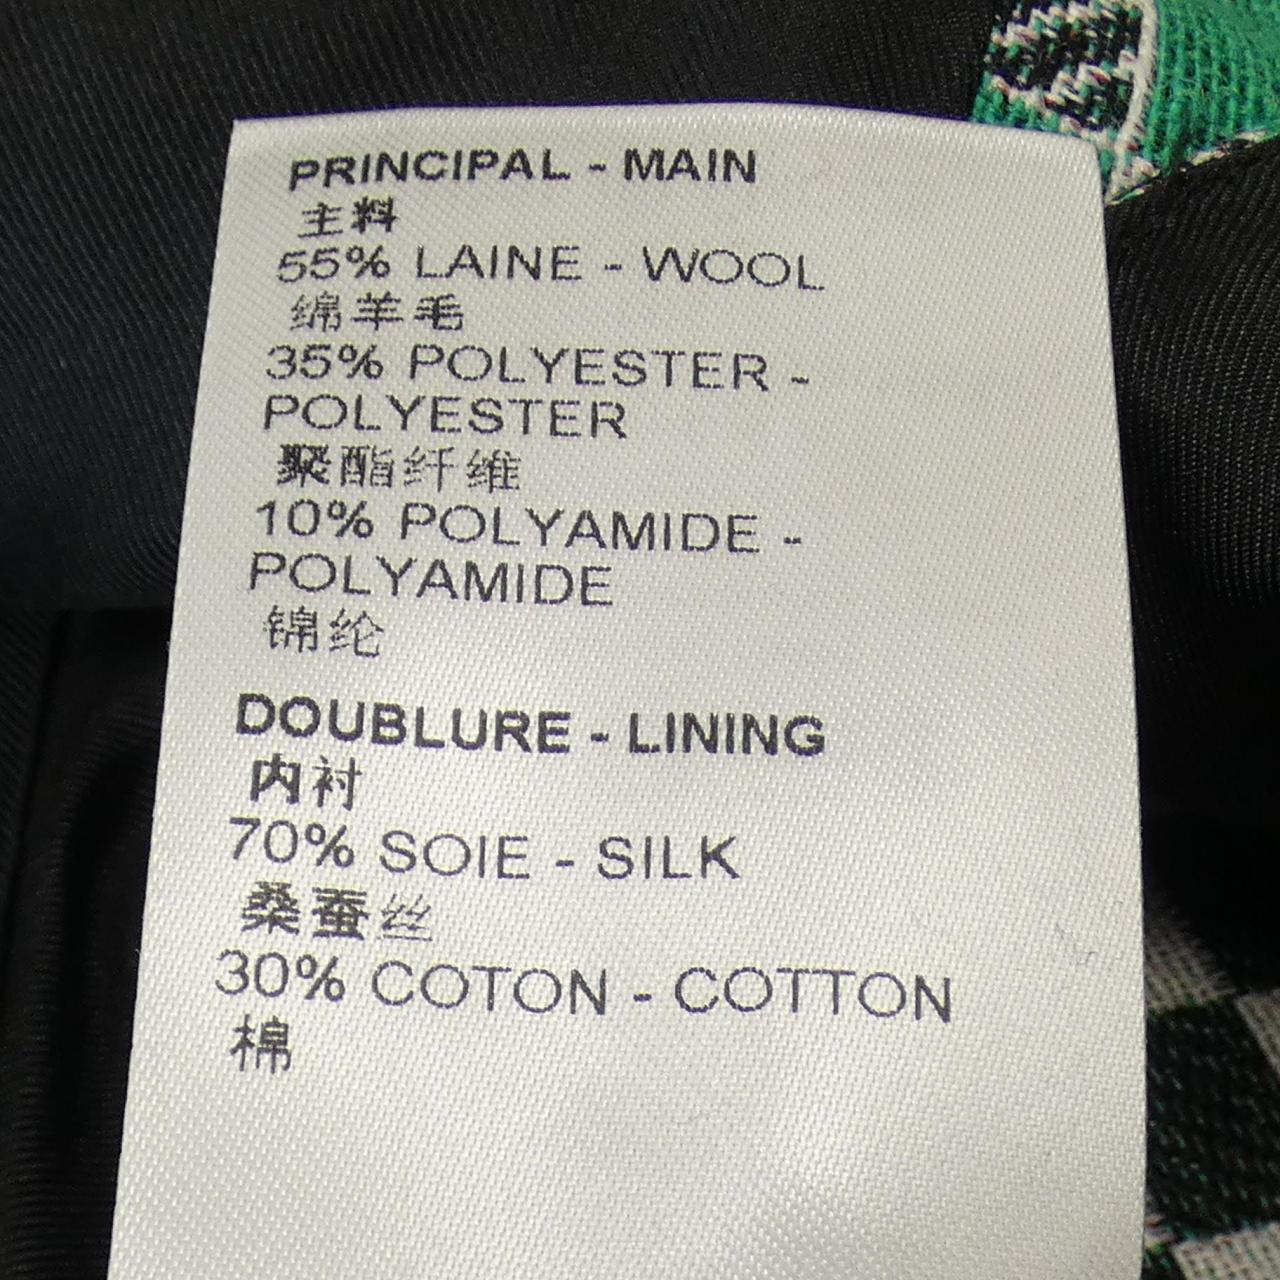 PRINCIPAL - MAIN
主料
55% LAINE - WOOL
绵羊毛
35% POLYESTER -
POLYESTER
聚酯纤维
10% POLYAMIDE -
POLYAMIDE
锦纶
DOUBLURE - LINING
内衬
70% SOIE - SILK
桑蚕丝
30% COTON - COTTON
棉